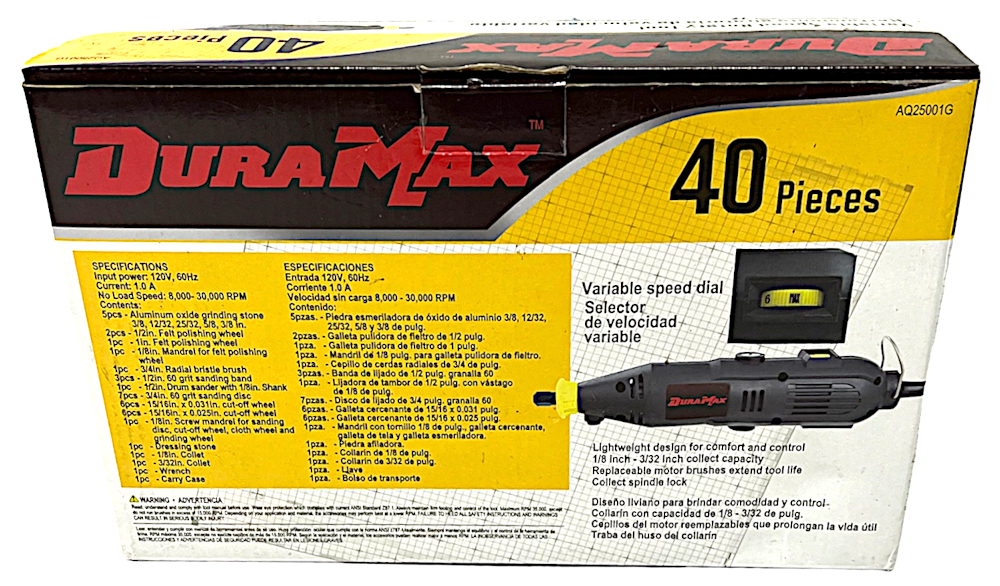 40 Pieces
DURAMAX
AQ25001G
DURAMAX™
40 Pieces
SPECIFICATIONS
Input power: 120V, 60Hz
Current: 1.0 A
No Load Speed: 8,000- 30,000 RPM
Contents:
5pcs - Aluminum oxide grinding stone
3/8, 12/32, 25/32, 5/8, 3/8 in.
2pcs - 1/2in. Felt polishing wheel
1pc - 1in. Felt polishing wheel
1pc - 1/8in. Mandrel for felt polishing
wheel
1pc - 3/4in. Radial bristle brush
3pcs - 1/2in. 60 grit sanding band
1pc - 1/2in. Drum sander with 1/8in. Shank
7pcs - 3/4in. 60 grit sanding disc
6pcs - 15/16in. x 0.031in. cut-off wheel
6pcs - 15/16in. x 0.025in. cut-off wheel
1pc - 1/8in. Screw mandrel for sanding
disc, cut-off wheel, cloth wheel and
grinding wheel
1pc - Dressing stone
1pc - 1/8in. Collet
1pc - 3/32in. Collet
1pc - Wrench
1pc - Carry Case
ESPECIFICACIONES
Entrada 120V, 60Hz
Corriente 1.0 A
Velocidad sin carga 8,000 - 30,000 RPM
Contenido:
5pzas. - Piedra esmeriladora de óxido de aluminio 3/8, 12/32,
25/32, 5/8 y 3/8 de pulg.
2pzas. - Galleta pulidora de fieltro de 1/2 pulg.
1pza. - Galleta pulidora de fieltro de 1 pulg.
1pza. - Mandril de 1/8 pulg. para galleta pulidora de fieltro.
1pza. - Cepillo de cerdas radiales de 3/4 de pulg.
3pzas. - Banda de lijado de 1/2 pulg. granalla 60
1pza. - Lijadora de tambor de 1/2 pulg. con vástago
de 1/8 de pulg.
7pzas. - Disco de lijado de 3/4 pulg. granalla 60
6pzas. - Galleta cercenante de 15/16 x 0.031 pulg.
6pzas. - Galleta cercenante de 15/16 x 0.025 pulg.
1pza. - Mandril con tornillo 1/8 de pulg., galleta cercenante,
galleta de tela y galleta esmeriladora.
1pza. - Piedra afiladora.
1pza. - Collarín de 1/8 de pulg.
1pza. - Collarín de 3/32 de pulg.
1pza. - Llave
1pza. - Bolso de transporte
Variable speed dial
Selector
de velocidad
variable
6 MAX
DURAMAX
Lightweight design for comfort and control
1/8 inch - 3/32 inch collect capacity
Replaceable motor brushes extend tool life
Collect spindle lock
Diseño liviano para brindar comodidad y control
Collarín con capacidad de 1/8 - 3/32 de pulg.
Cepillos del motor reemplazables que prolongan la vida útil
Traba del huso del collarín
WARNING • ADVERTENCIA
CAN RESULT IN SERIOUS BODILY INJURY.
INSTRUCCIONES Y ADVERTENCIAS DE SEGURIDAD PUEDE RESULTAR EN LESIONES GRAVES.